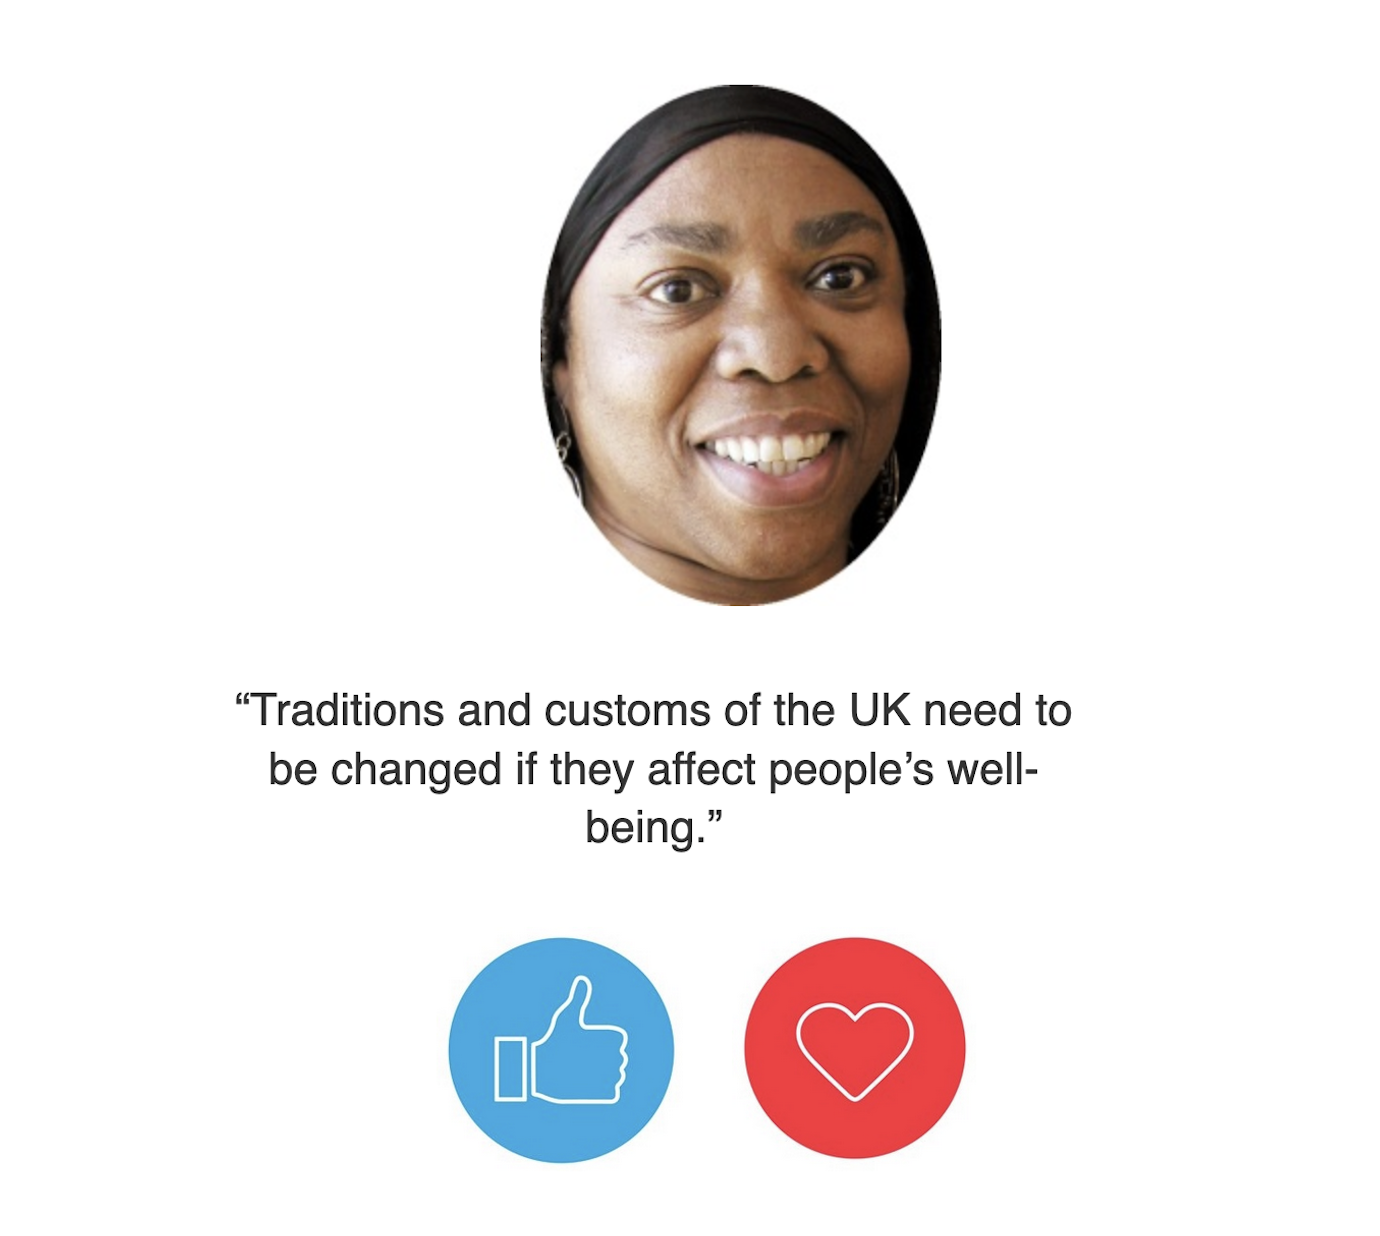 “Traditions and customs of the UK need to
be changed if they affect people’s well-
being.”